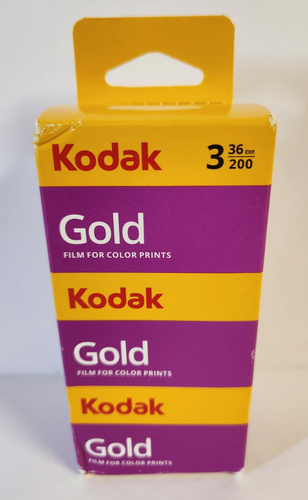 Kodak 3 36 EXP. 200
Gold
FILM FOR COLOR PRINTS
Kodak
Gold
FILM FOR COLOR PRINTS
Kodak
Gold
FILM FOR COLOR PRINTS